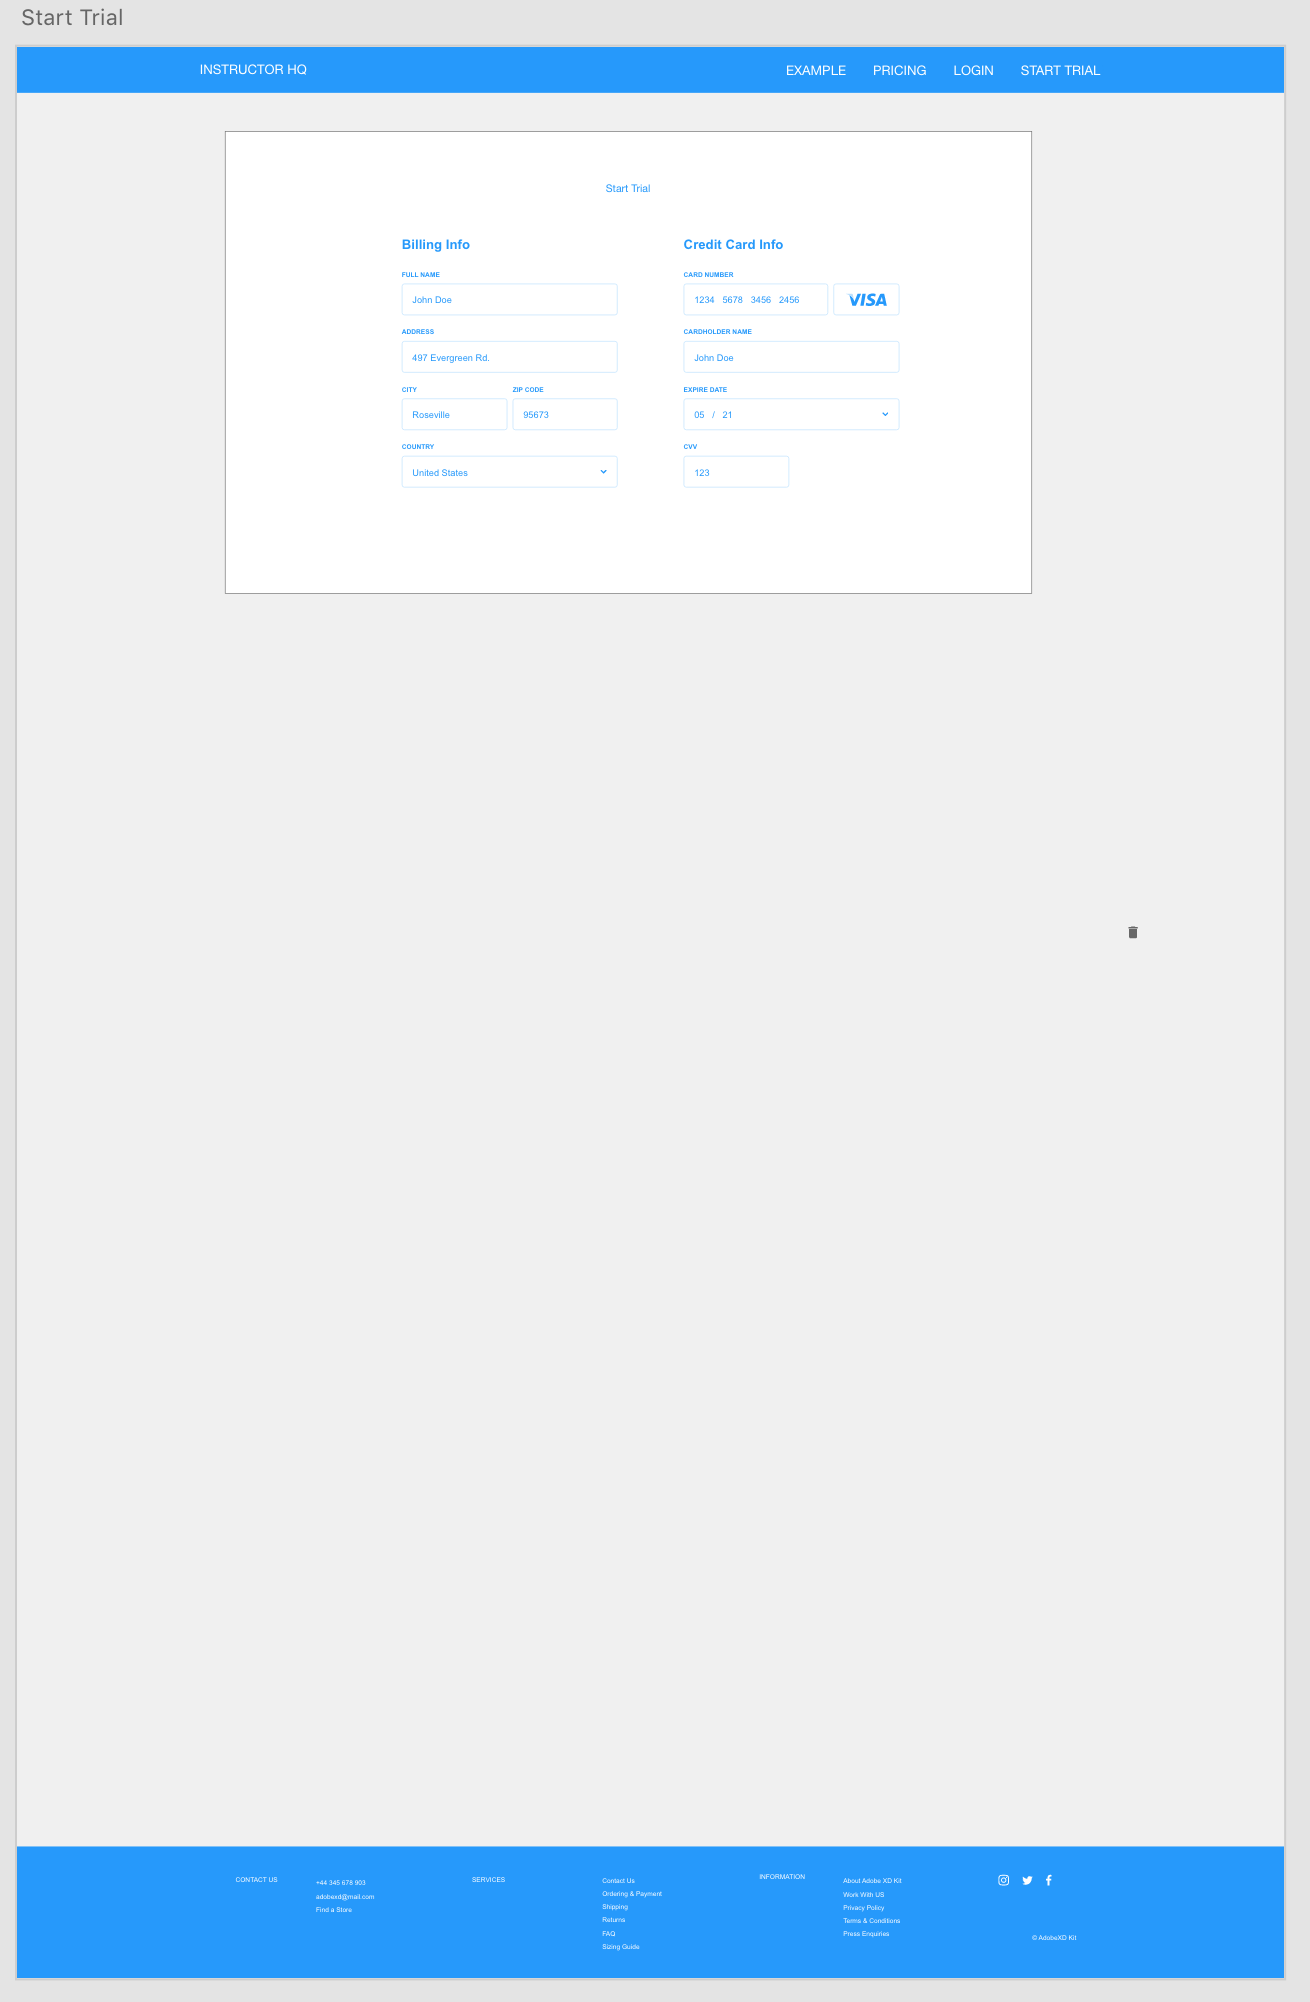 Start Trial
INSTRUCTOR HQ
EXAMPLE PRICING LOGIN START TRIAL
Start Trial
Billing Info
FULL NAME
John Doe
ADDRESS
497 Evergreen Rd.
CITY ZIP CODE
Roseville 95673
COUNTRY
United States
Credit Card Info
CARD NUMBER
1234 5678 3456 2456 VISA
CARDHOLDER NAME
John Doe
EXPIRE DATE
05 / 21
CVV
123
CONTACT US
+44 345 678 903
adobexd@mail.com
Find a Store
SERVICES
Contact Us
Ordering & Payment
Shipping
Returns
FAQ
Sizing Guide
INFORMATION
About Adobe XD Kit
Work With US
Privacy Policy
Terms & Conditions
Press Enquiries
© AdobeXD Kit